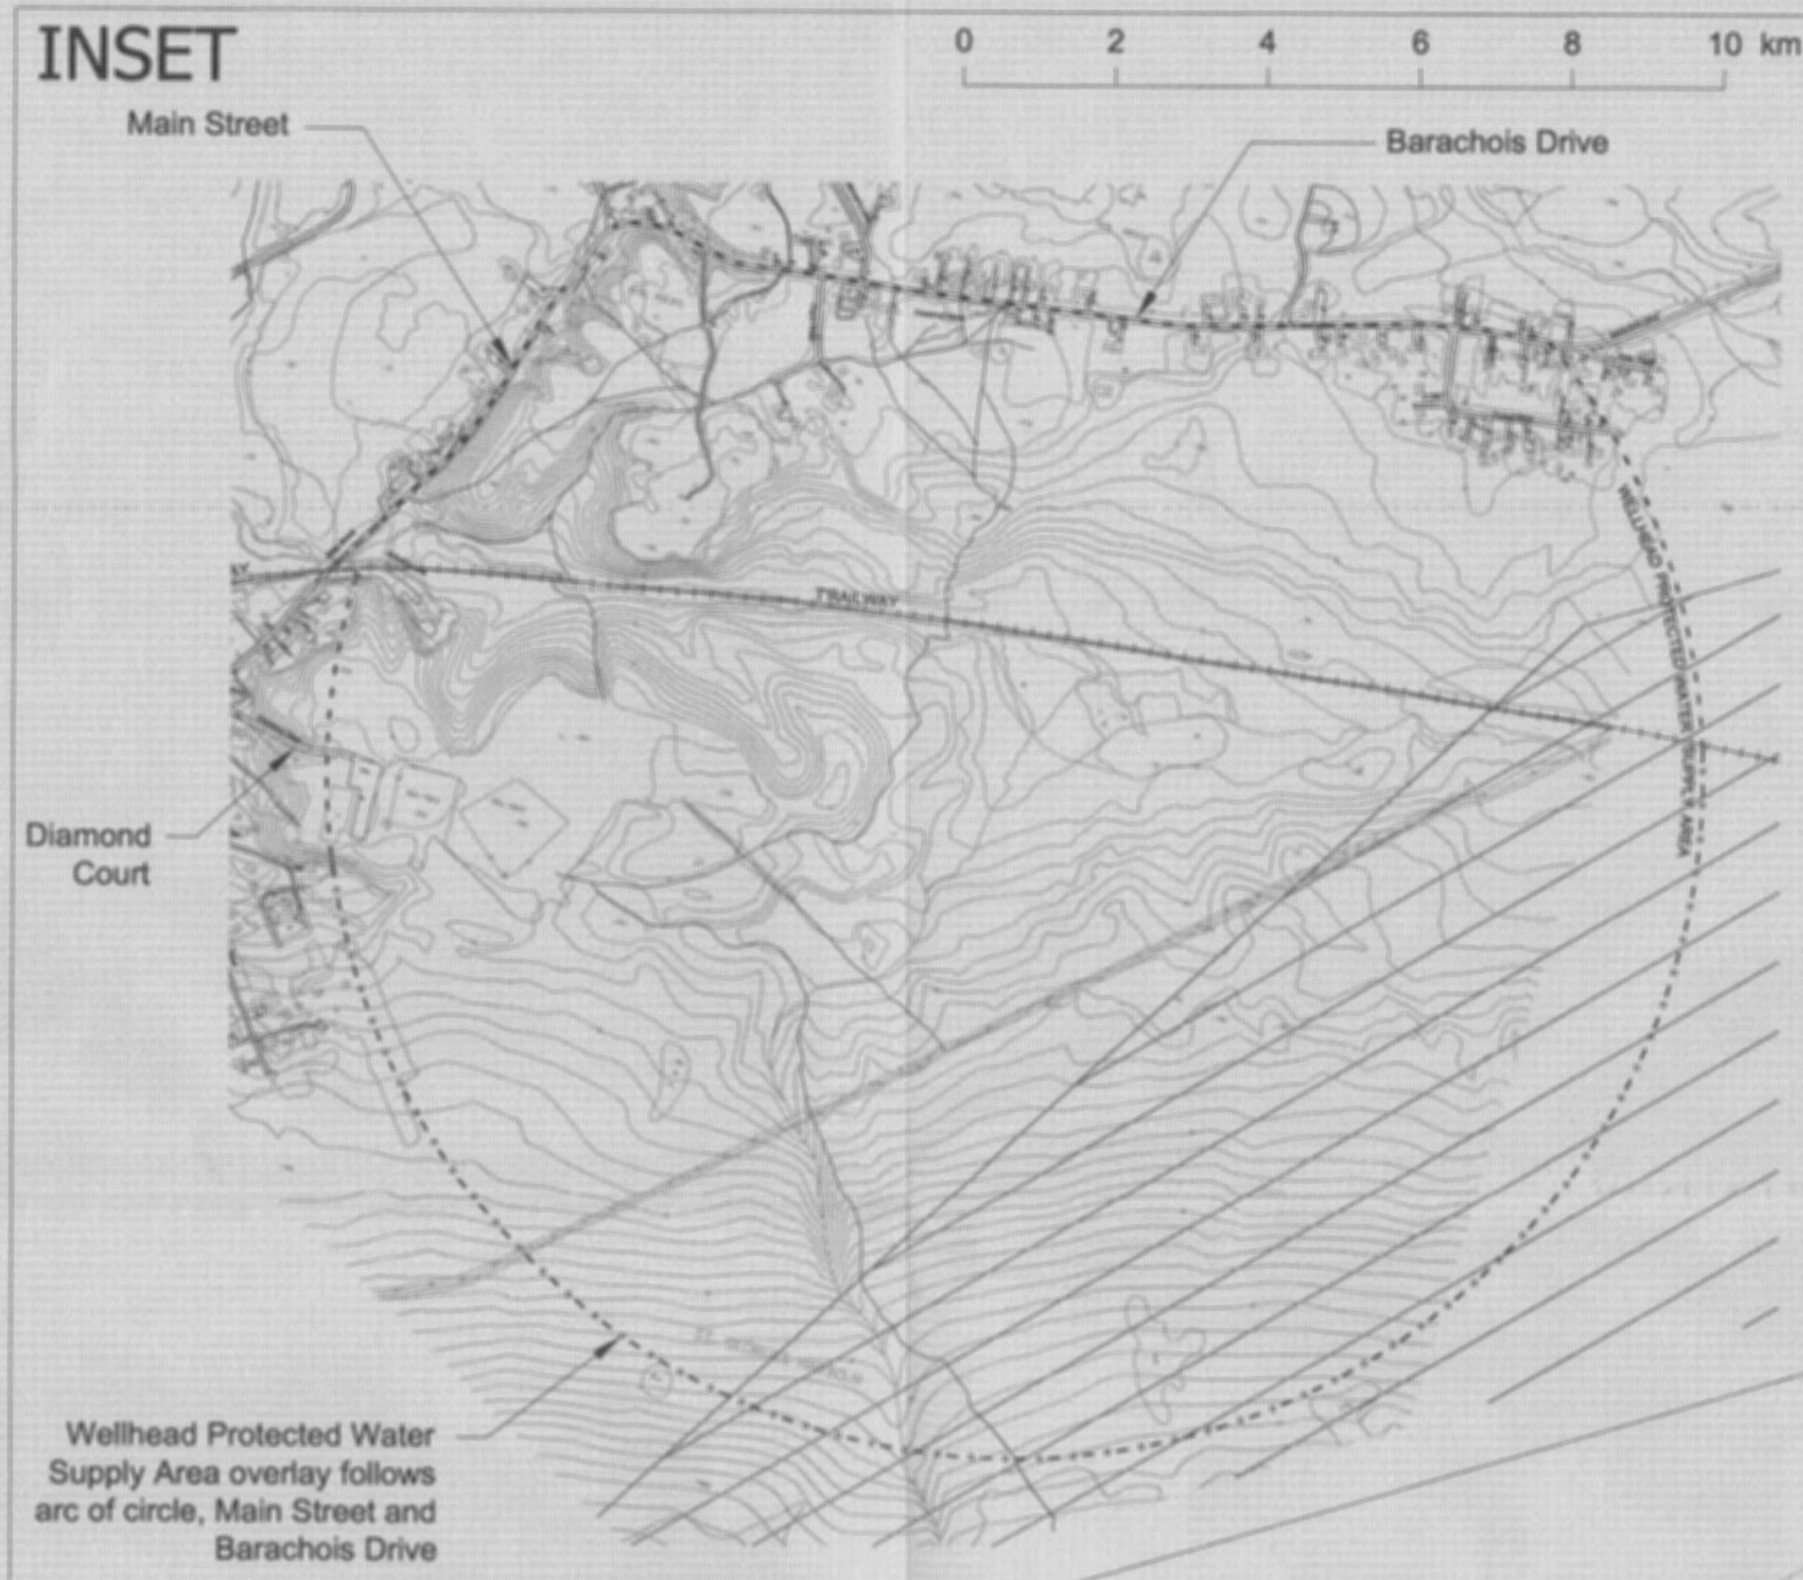 INSET
0 2 4 6 8 10 km
Main Street
Barachois Drive
TRAILWAY
WELLHEAD PROTECTED WATER SUPPLY AREA
Diamond
Court
Wellhead Protected Water
Supply Area overlay follows
arc of circle, Main Street and
Barachois Drive